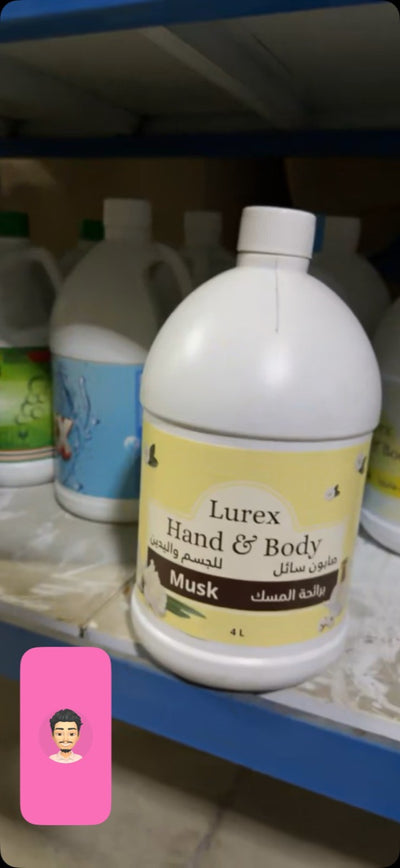 Lurex
Hand & Body
صابون سائل
للجسم واليدين
Musk
برائحة المسك
4 L